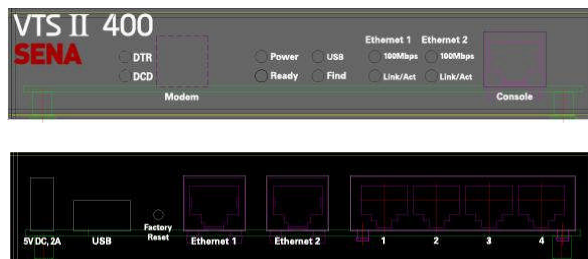 VTS II 400
SENA
Ethernet 1 Ethernet 2
DTR Power USB 100Mbps 100Mbps
DCD Ready Find Link/Act Link/Act
Modem Console
5V DC, 2A USB Factory Reset Ethernet 1 Ethernet 2 1 2 3 4